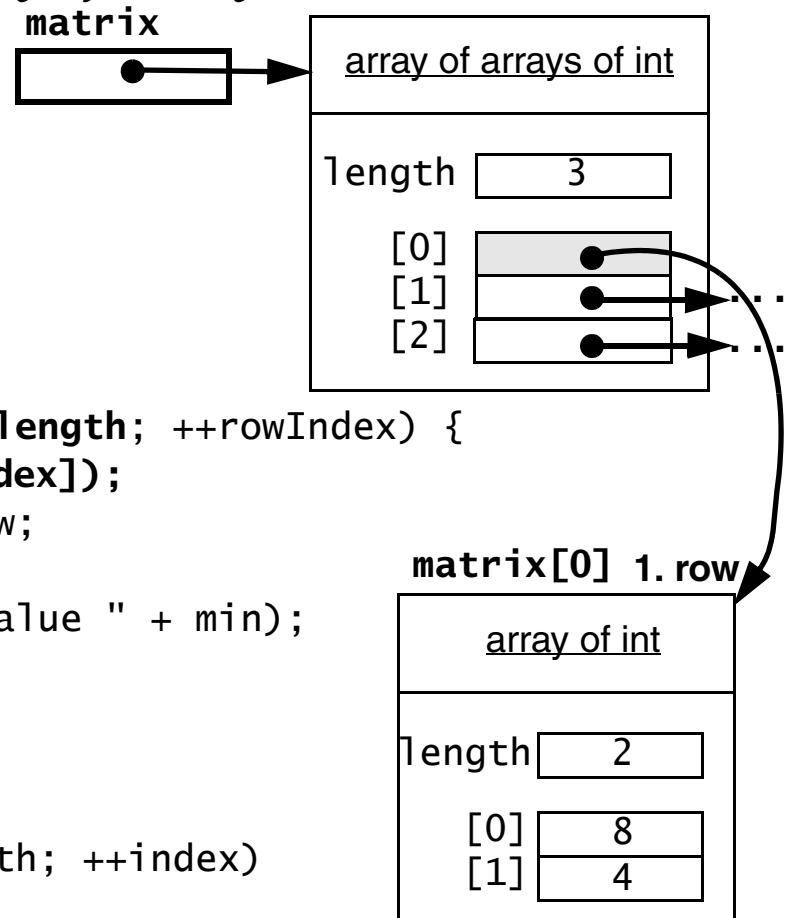 matrix
array of arrays of int
length 3
[0]
[1] ...
[2] ...
length; ++rowIndex) {
dex]);
w;
matrix[0] 1. row
alue " + min);
array of int
length 2
[0] 8
th; ++index)
[1] 4